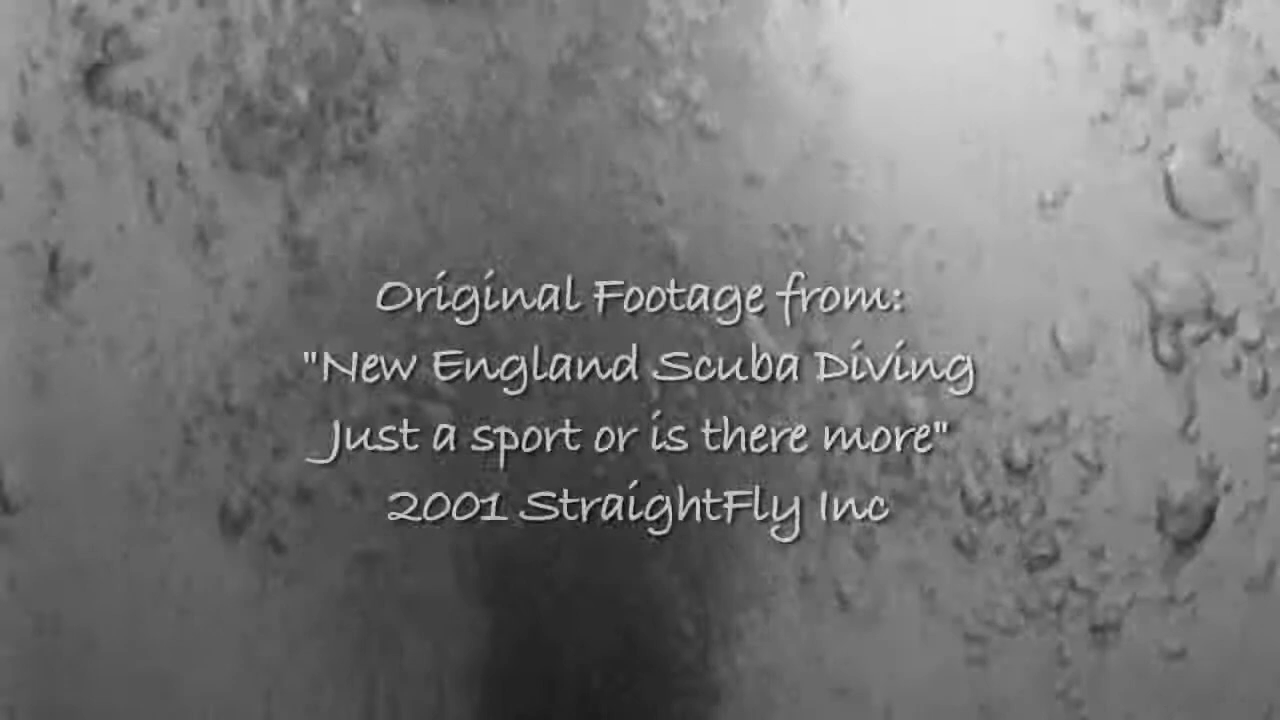 Original Footage from:
"New England Scuba Diving
Just a sport or is there more"
2001 StraightFly Inc